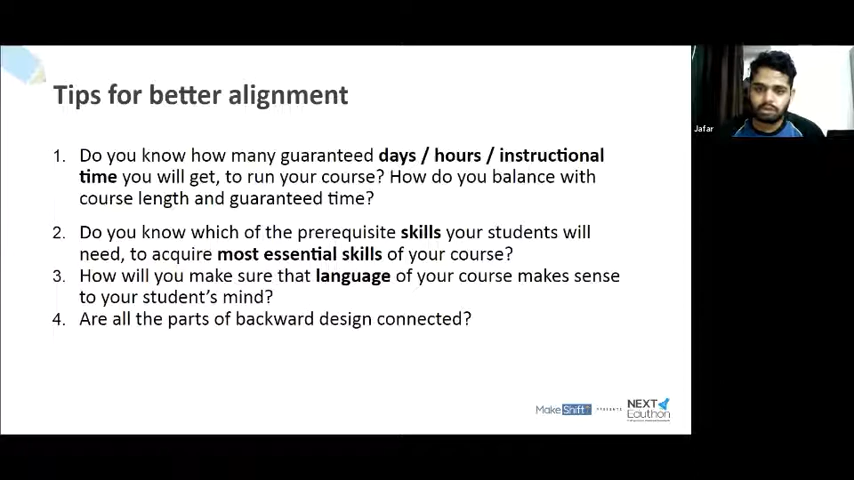 Tips for better alignment
Jafar
1. Do you know how many guaranteed days / hours / instructional
time you will get, to run your course? How do you balance with
course length and guaranteed time?
2. Do you know which of the prerequisite skills your students will
need, to acquire most essential skills of your course?
3. How will you make sure that language of your course makes sense
to your student's mind?
4. Are all the parts of backward design connected?
MakeShift PRESENTS NEXT
Eduthon